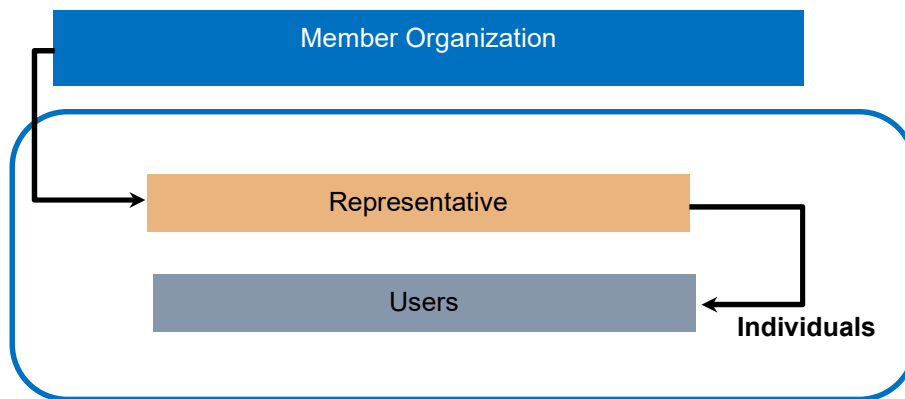 Member Organization
Representative
Users
Individuals